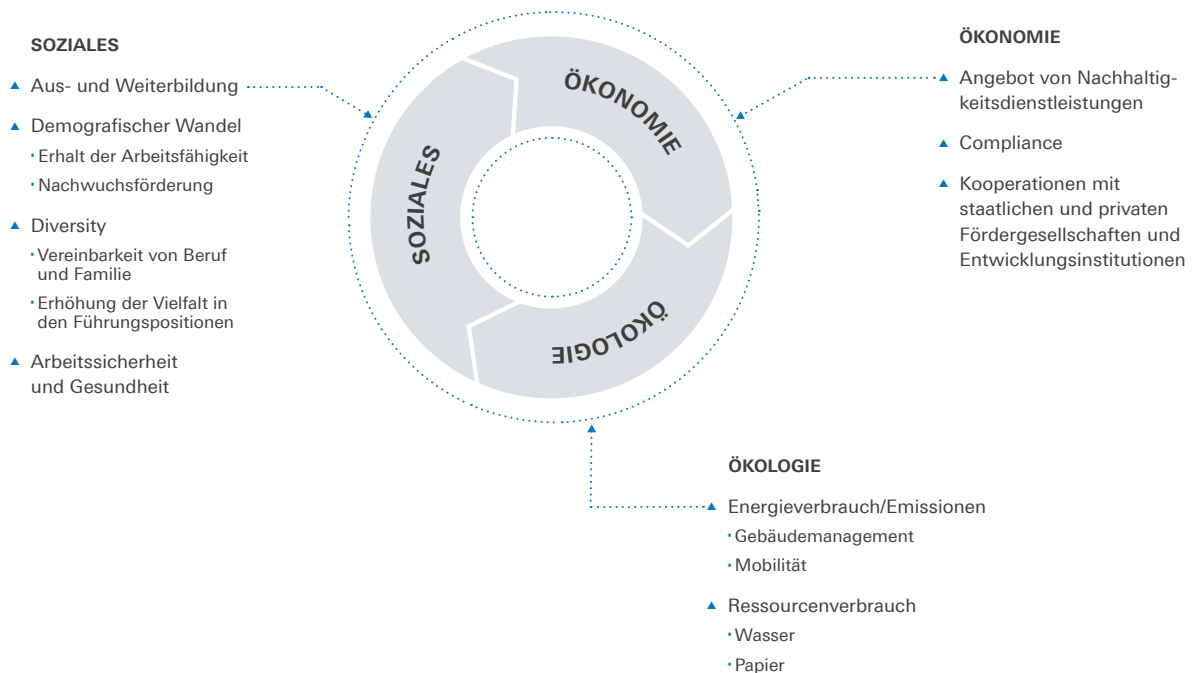 SOZIALES
Aus- und Weiterbildung
Demografischer Wandel
· Erhalt der Arbeitsfähigkeit
· Nachwuchsförderung
Diversity
· Vereinbarkeit von Beruf
und Familie
· Erhöhung der Vielfalt in
den Führungspositionen
Arbeitssicherheit
und Gesundheit
ÖKONOMIE
SOZIALES
ÖKOLOGIE
ÖKONOMIE
Angebot von Nachhaltig-
keitsdienstleistungen
Compliance
Kooperationen mit
staatlichen und privaten
Fördergesellschaften und
Entwicklungsinstitutionen
ÖKOLOGIE
Energieverbrauch/Emissionen
· Gebäudemanagement
· Mobilität
Ressourcenverbrauch
· Wasser
· Papier